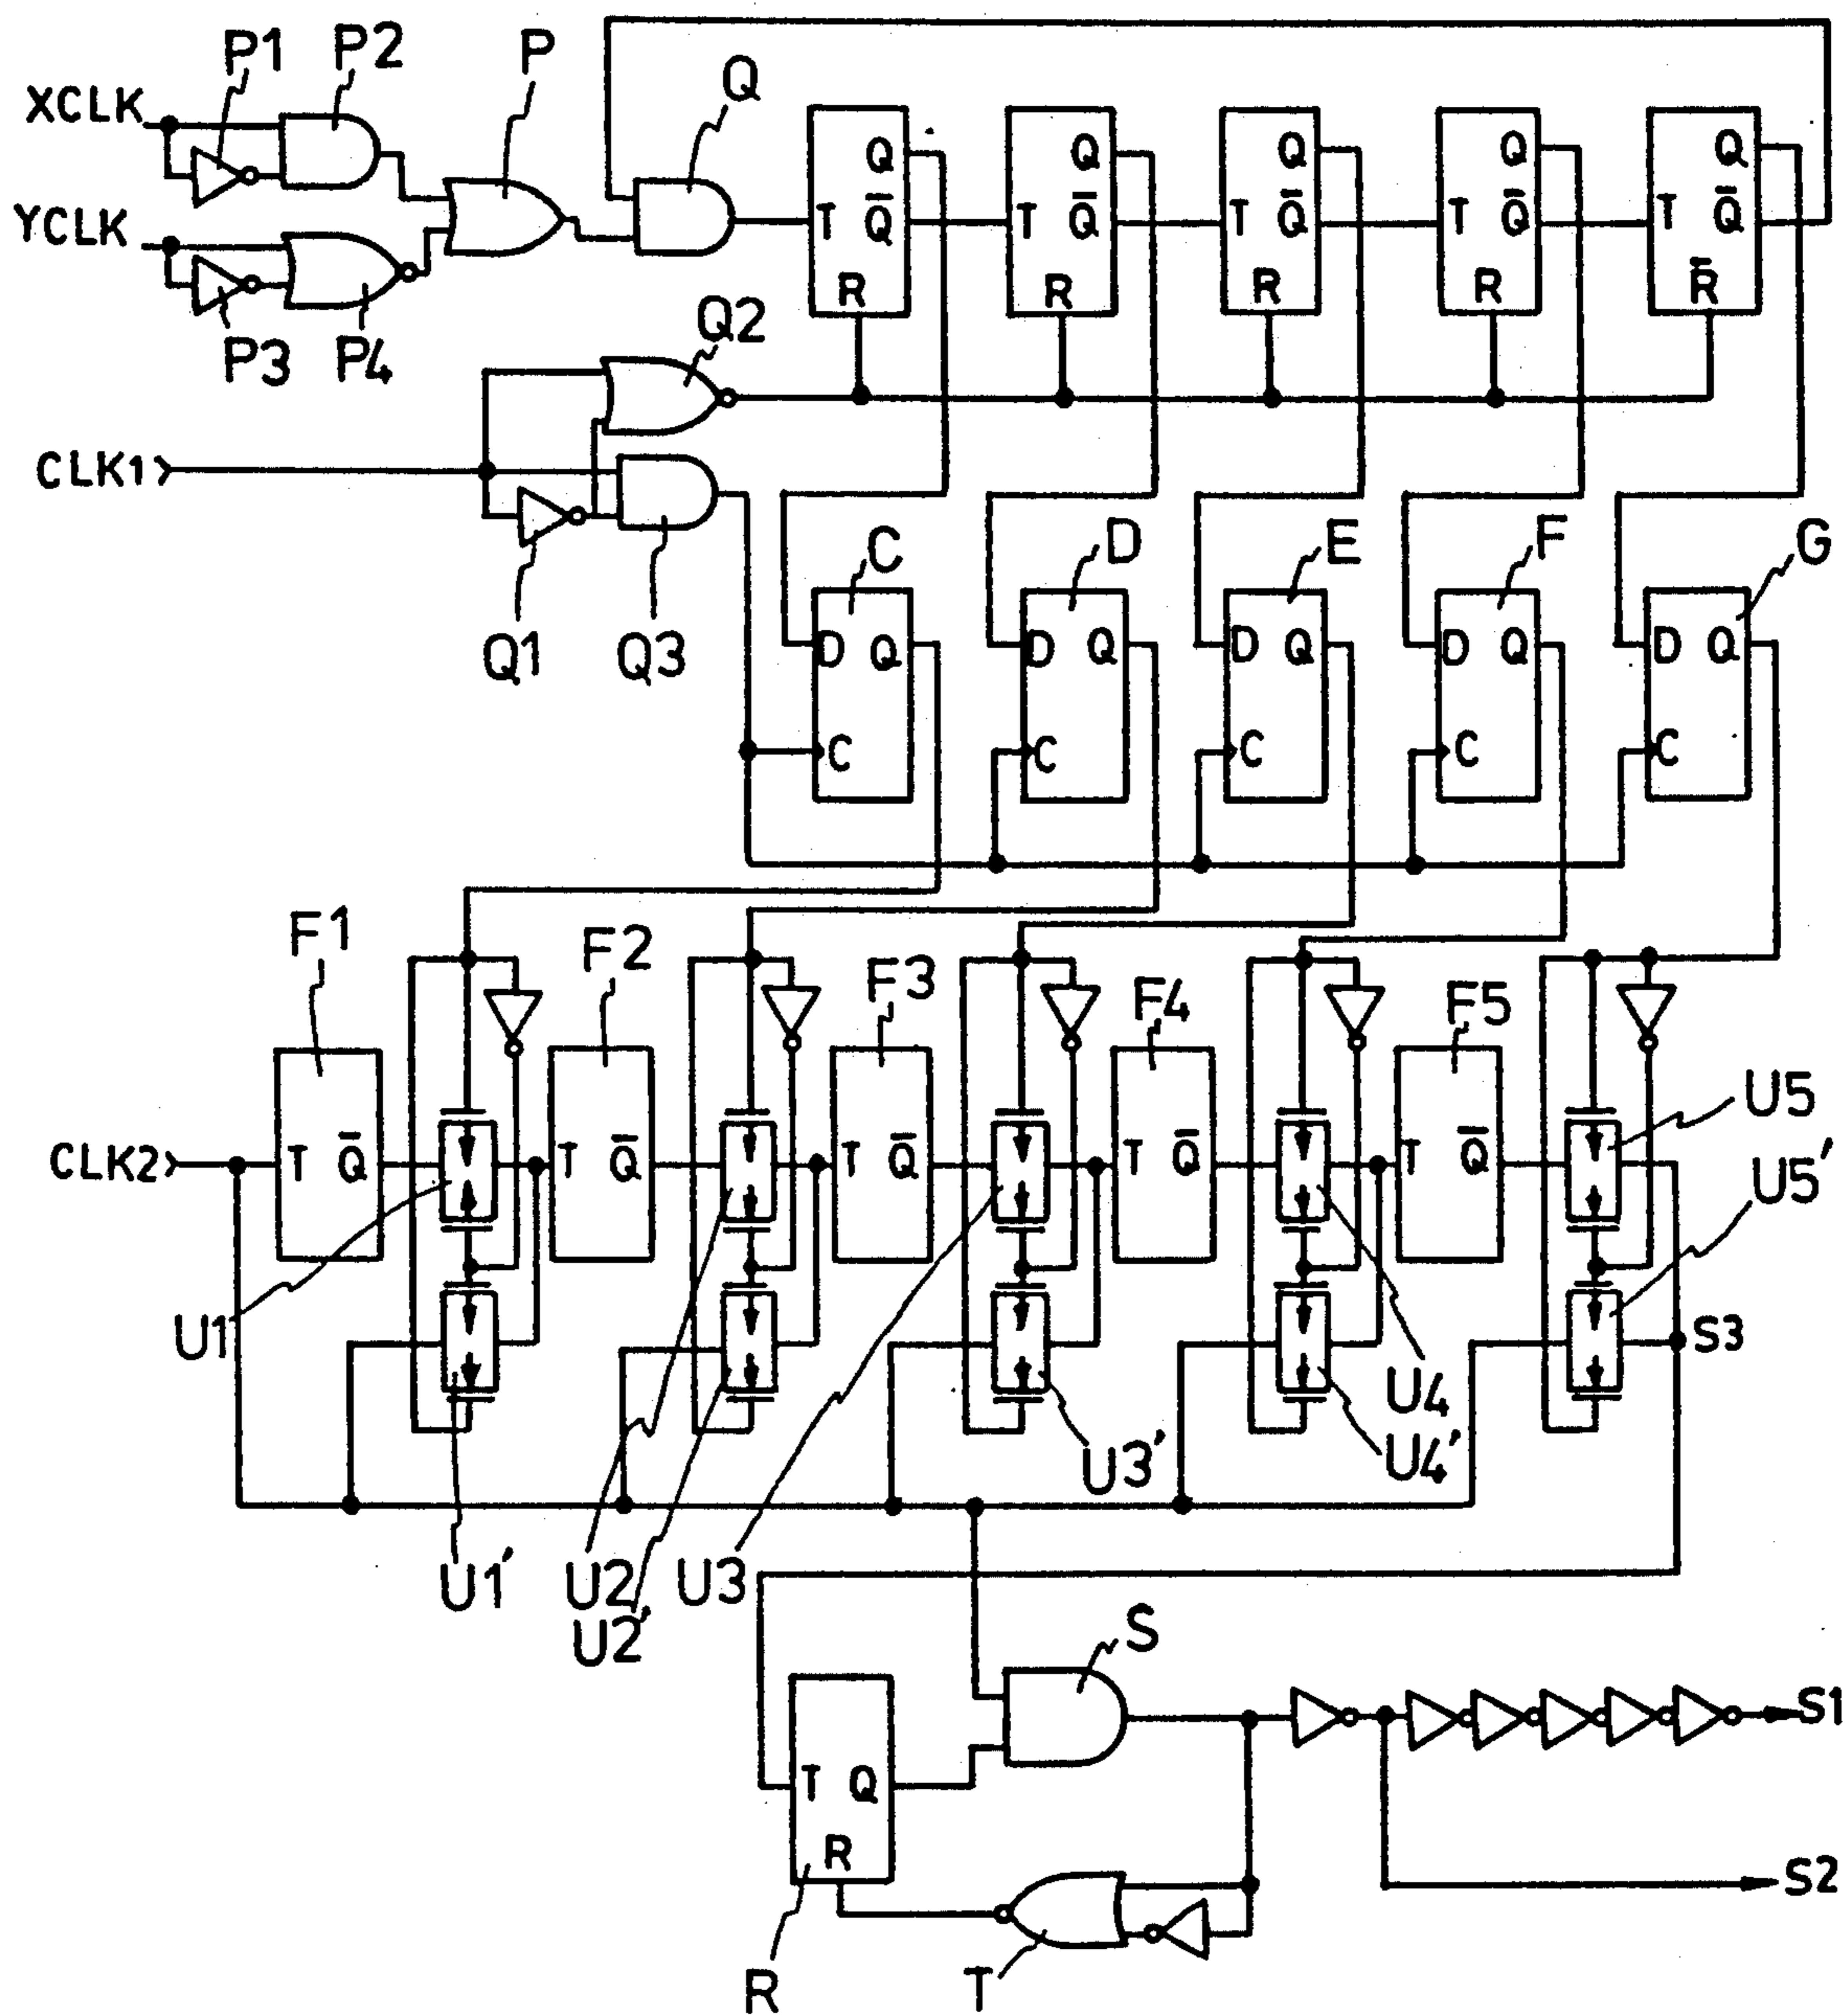 P1 P2 P Q
XCLK
YCLK
P3 P4
Q Q Q Q Q
T Q̅ T Q̅ T Q̅ T Q̅ T Q̅
R R R R R̅
Q2
CLK1
Q1 Q3
C D E F G
D Q D Q D Q D Q D Q
C C C C C
F1 F2 F3 F4 F5
CLK2
T Q̅ T Q̅ T Q̅ T Q̅ T Q̅
U5
U5'
U1
S3
U4
U3' U4'
U1' U2 U3
U2'
S
S1
T Q
R
S2
R T